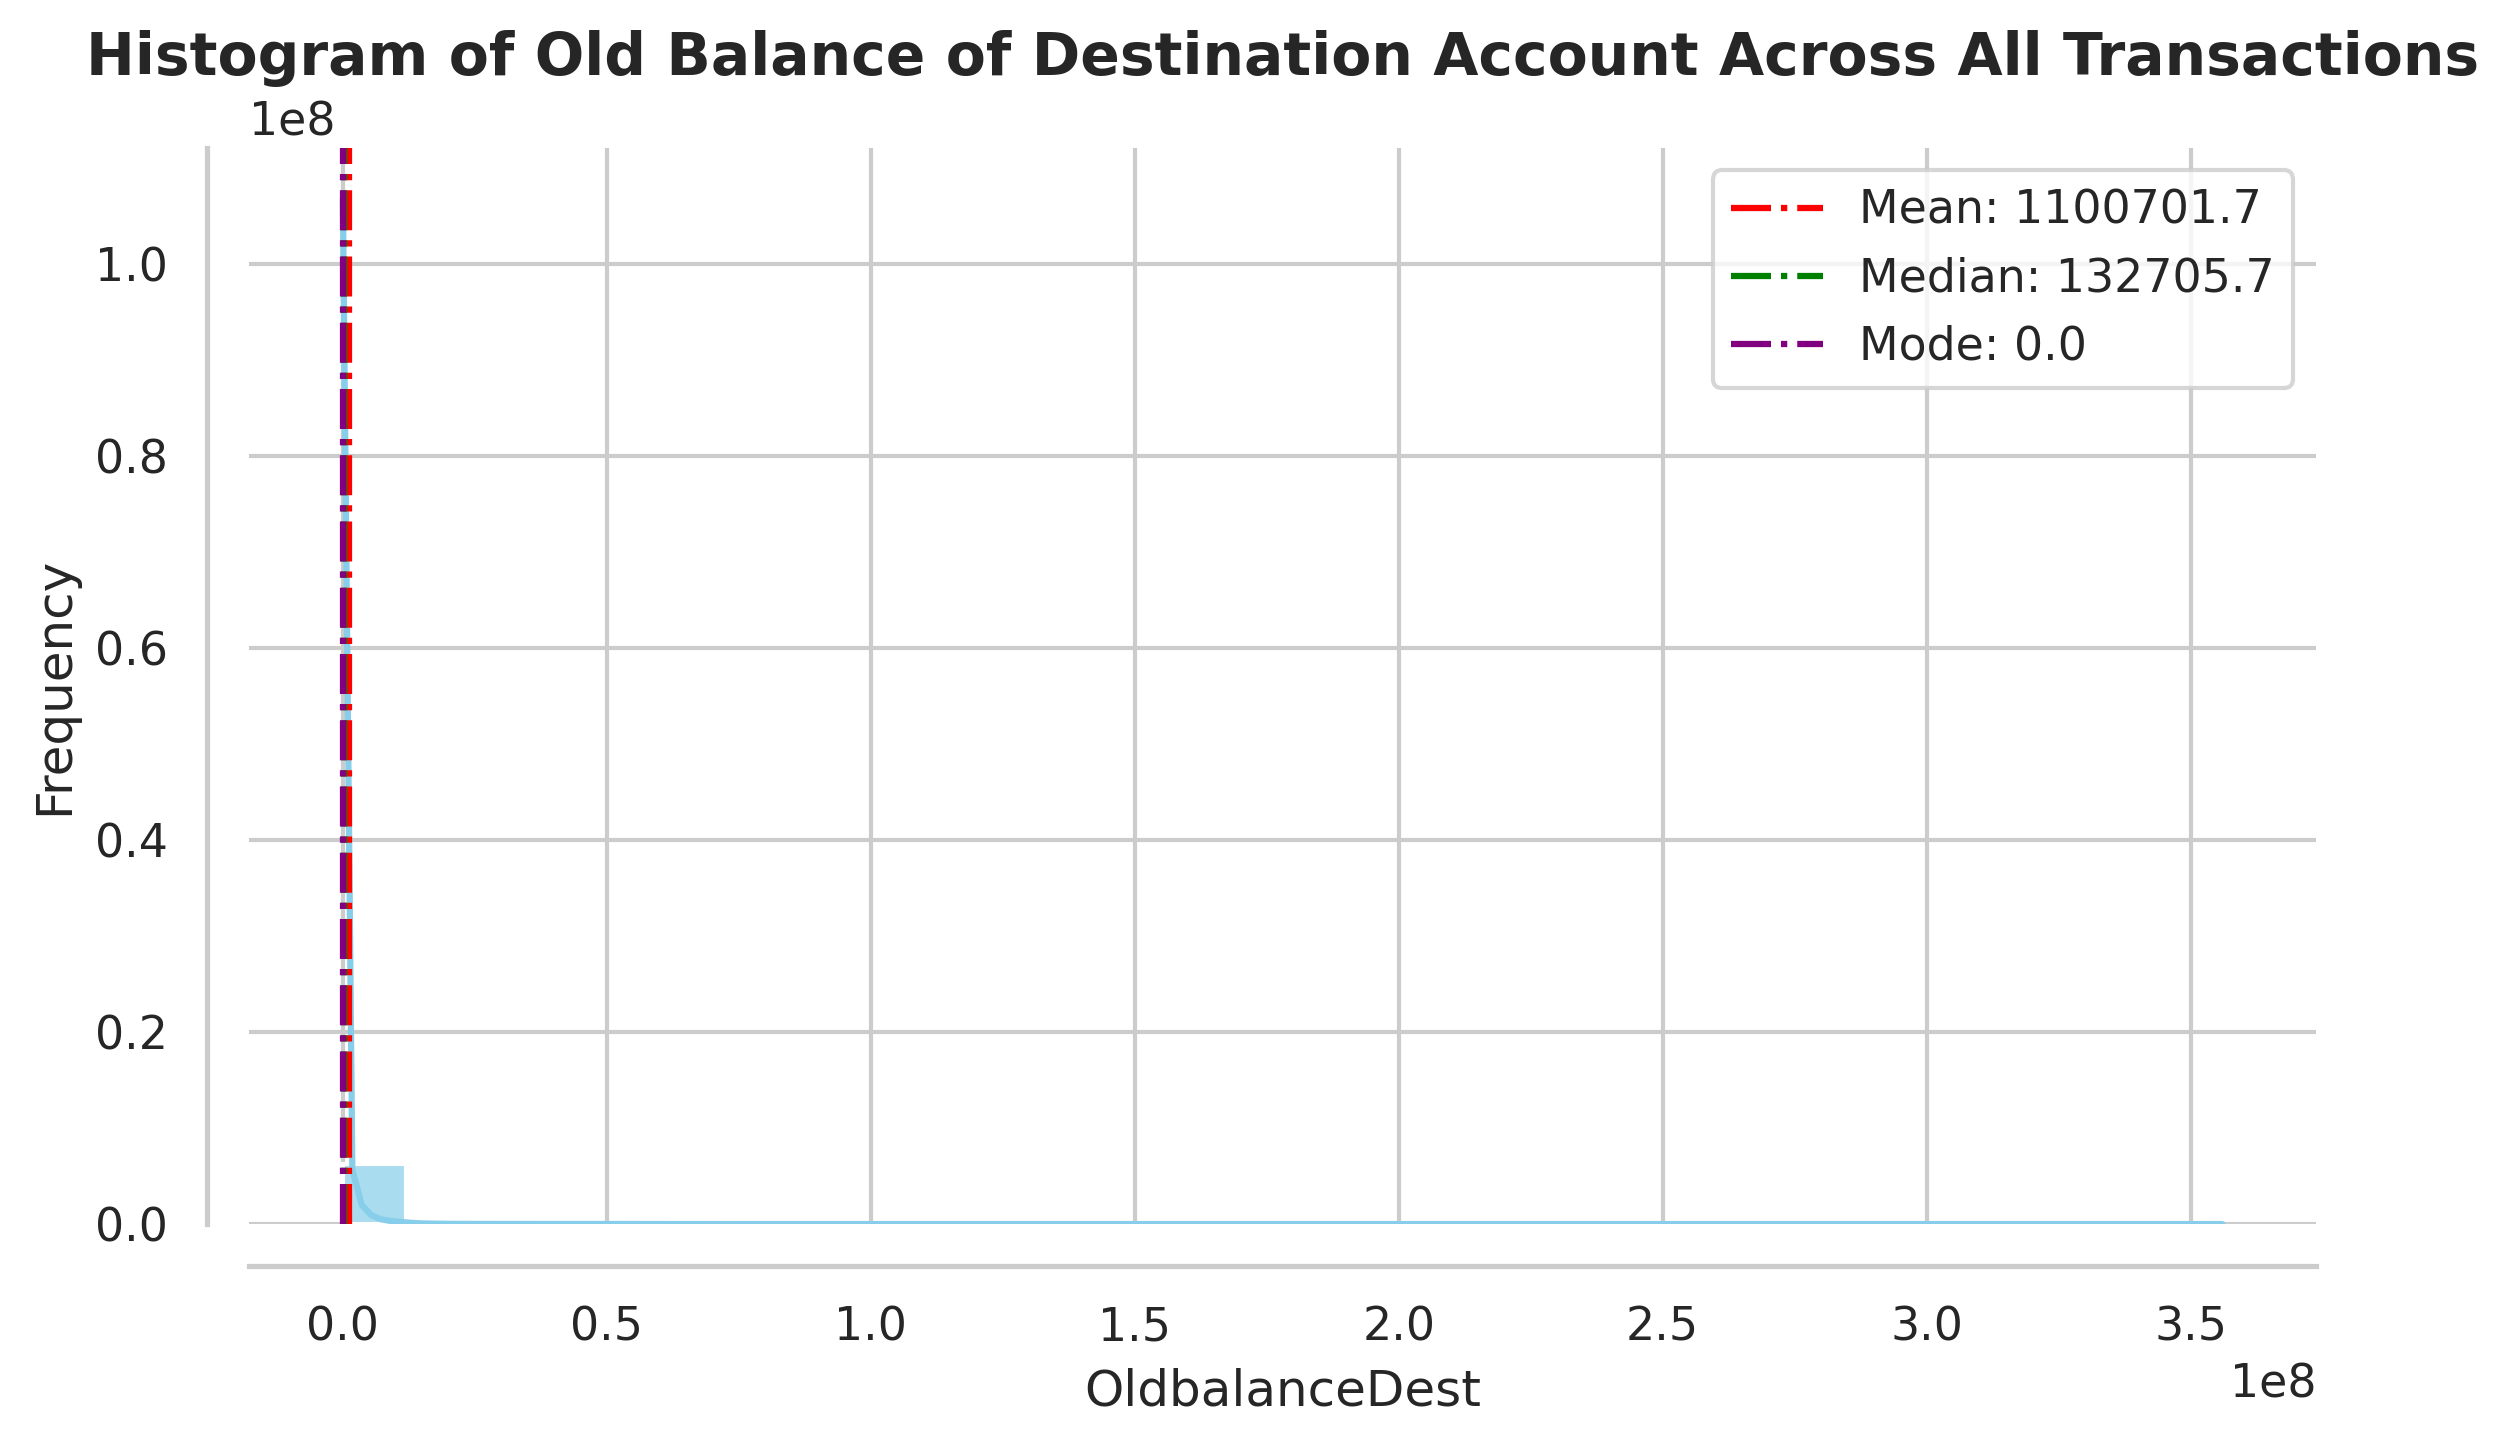 Histogram of Old Balance of Destination Account Across All Transactions
1e8
Mean: 1100701.7
Median: 132705.7
Mode: 0.0
1.0
0.8
0.6
0.4
0.2
0.0
Frequency
0.0 0.5 1.0 1.5 2.0 2.5 3.0 3.5
1e8
OldbalanceDest